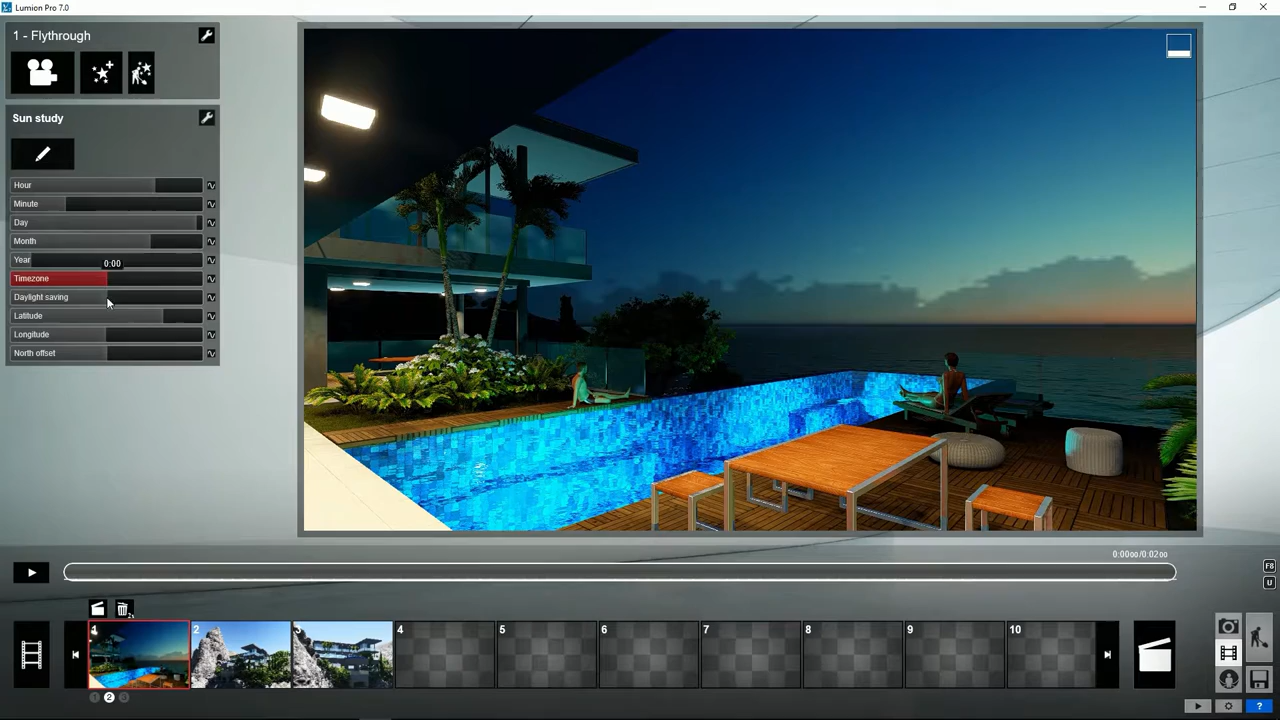 Lumion Pro 7.0
1 - Flythrough
Sun study
Hour
Minute
Day
Month
Year
0:00
Timezone
Daylight saving
Latitude
Longitude
North offset
0:00oo/0:02oo
F8
U
1
2
3
4
5
6
7
8
9
10
1
2
3
?